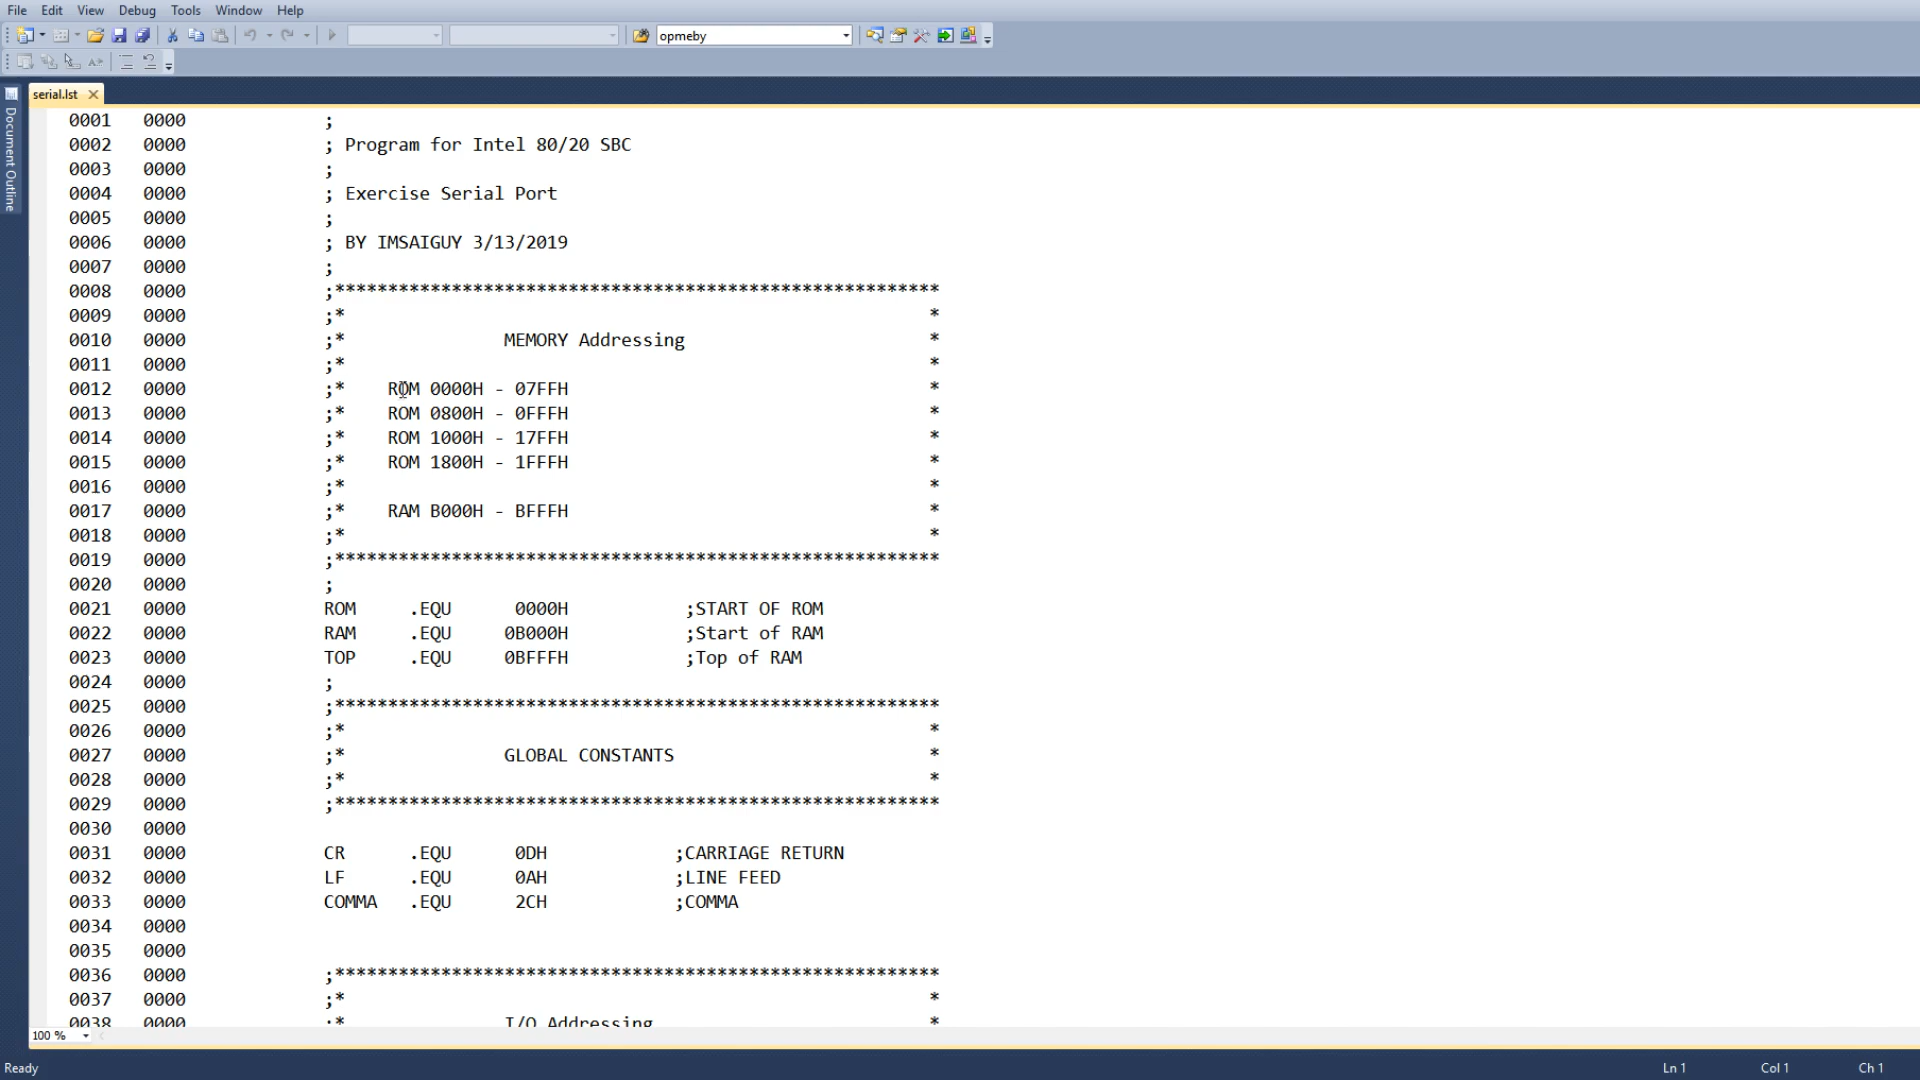 File Edit View Debug Tools Window Help
opmeby
serial.lst
Document Outline
0001 0000 ;
0002 0000 ; Program for Intel 80/20 SBC
0003 0000 ;
0004 0000 ; Exercise Serial Port
0005 0000 ;
0006 0000 ; BY IMSAIGUY 3/13/2019
0007 0000 ;
0008 0000 ;*********************************************************
0009 0000 ;* *
0010 0000 ;* MEMORY Addressing *
0011 0000 ;* *
0012 0000 ;* ROM 0000H - 07FFH *
0013 0000 ;* ROM 0800H - 0FFFH *
0014 0000 ;* ROM 1000H - 17FFH *
0015 0000 ;* ROM 1800H - 1FFFH *
0016 0000 ;* *
0017 0000 ;* RAM B000H - BFFFH *
0018 0000 ;* *
0019 0000 ;*********************************************************
0020 0000 ;
0021 0000 ROM .EQU 0000H ;START OF ROM
0022 0000 RAM .EQU 0B000H ;Start of RAM
0023 0000 TOP .EQU 0BFFFH ;Top of RAM
0024 0000 ;
0025 0000 ;*********************************************************
0026 0000 ;* *
0027 0000 ;* GLOBAL CONSTANTS *
0028 0000 ;* *
0029 0000 ;*********************************************************
0030 0000
0031 0000 CR .EQU 0DH ;CARRIAGE RETURN
0032 0000 LF .EQU 0AH ;LINE FEED
0033 0000 COMMA .EQU 2CH ;COMMA
0034 0000
0035 0000
0036 0000 ;*********************************************************
0037 0000 ;* *
0038 0000 ;* I/O Addressing *
100 %
Ready Ln 1 Col 1 Ch 1